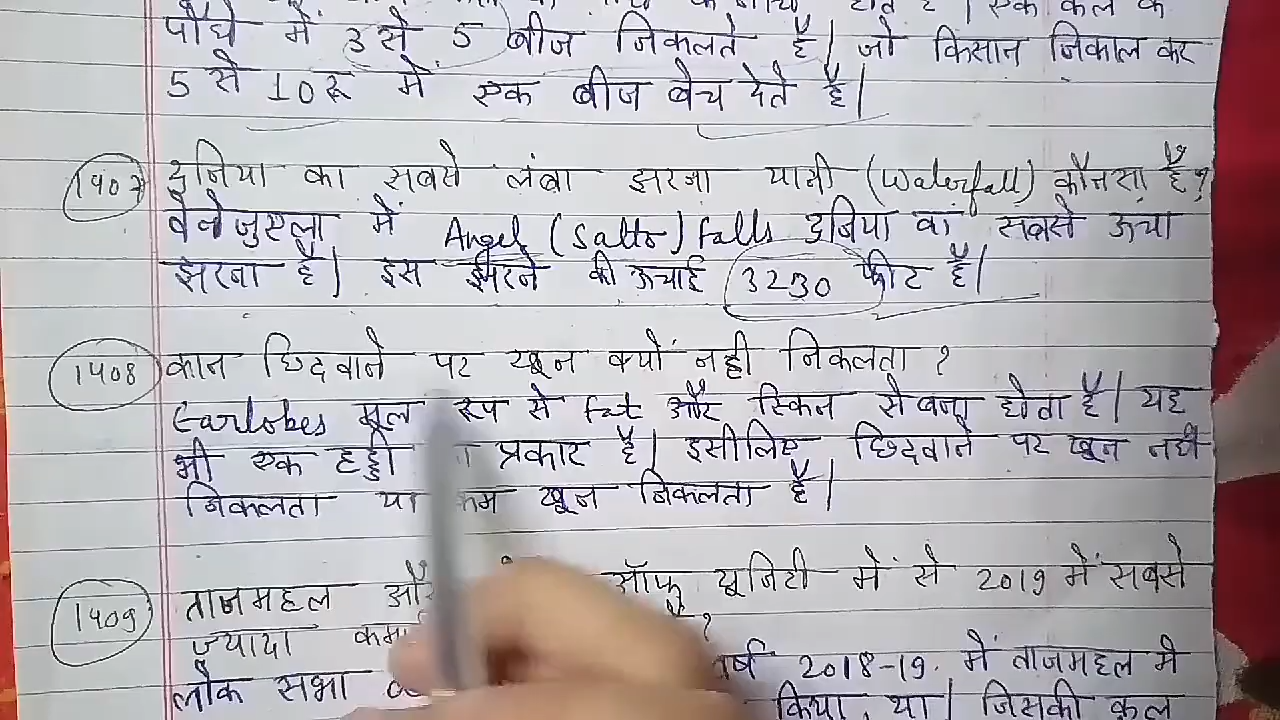 पौधे में 3 से 5 बीज निकलते है। जो किसान निकाल कर
5 से 10 रू में एक बीज बेच देते है।
1407 दुनिया का सबसे लंबा झरना यानी (Waterfall) कौनसा है?
वेनेजुएला में Angel (Salto) Falls दुनिया का सबसे ऊचा
झरना है। इस झरने की ऊचाई 3230 फीट है।
1408 कान छिदवाने पर खून क्यों नही निकलता ?
Earlobes मूल रूप से fat और स्किन से बना होता है। यह
भी एक हड्डी प्रकार है। इसीलिए छिदवाने पर खून नही
निकलता या कम खून निकलता है।
1409 ताजमहल और ऑफ यूनिटी में से 2019 में सबसे
ज्यादा है?
लोक सभा वर्ष 2018-19. में ताजमहल मे
किया था। जिसकी कुल